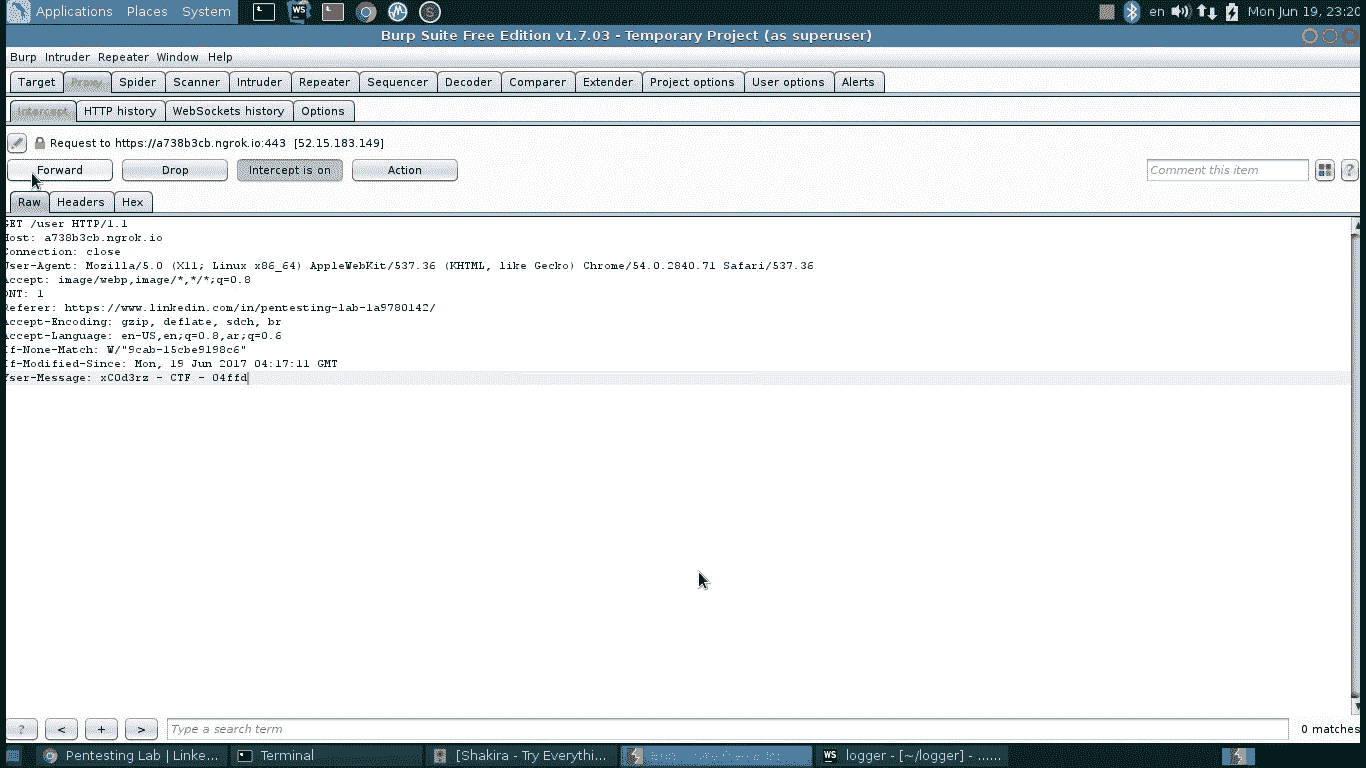 Applications Places System en Mon Jun 19, 23:20
Burp Suite Free Edition v1.7.03 - Temporary Project (as superuser)
Burp Intruder Repeater Window Help
Target Proxy Spider Scanner Intruder Repeater Sequencer Decoder Comparer Extender Project options User options Alerts
Intercept HTTP history WebSockets history Options
Request to https://a738b3cb.ngrok.io:443 [52.15.183.149]
Forward Drop Intercept is on Action Comment this item ?
Raw Headers Hex
GET /user HTTP/1.1
Host: a738b3cb.ngrok.io
Connection: close
User-Agent: Mozilla/5.0 (X11; Linux x86_64) AppleWebKit/537.36 (KHTML, like Gecko) Chrome/54.0.2840.71 Safari/537.36
Accept: image/webp,image/*,*/*;q=0.8
DNT: 1
Referer: https://www.linkedin.com/in/pentesting-lab-1a9780142/
Accept-Encoding: gzip, deflate, sdch, br
Accept-Language: en-US,en;q=0.8,ar;q=0.6
If-None-Match: W/"9cab-15cbe9198c6"
If-Modified-Since: Mon, 19 Jun 2017 04:17:11 GMT
User-Message: xC0d3rz - CTF - 04ffd
? < + > Type a search term 0 matches
Pentesting Lab | Linke... Terminal [Shakira - Try Everythi... WS logger - [~/logger] - ......